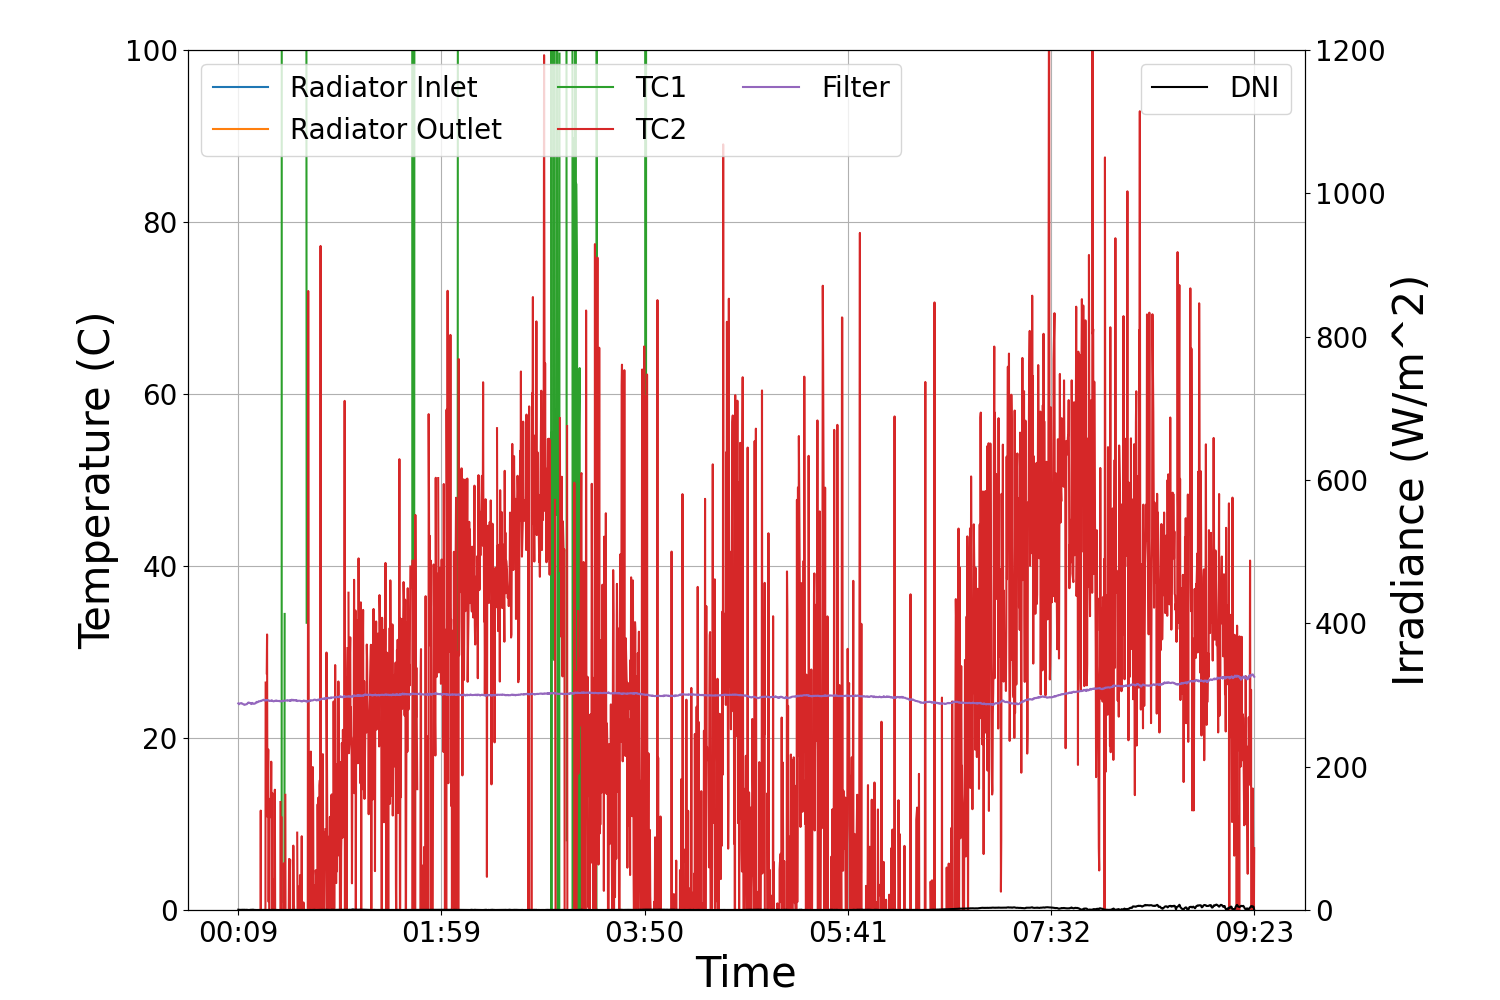 100
80
60
40
20
0
Temperature (C)
Radiator Inlet
Radiator Outlet
TC1
TC2
Filter
DNI
1200
1000
800
600
400
200
0
Irradiance (W/m^2)
00:09
01:59
03:50
05:41
07:32
09:23
Time